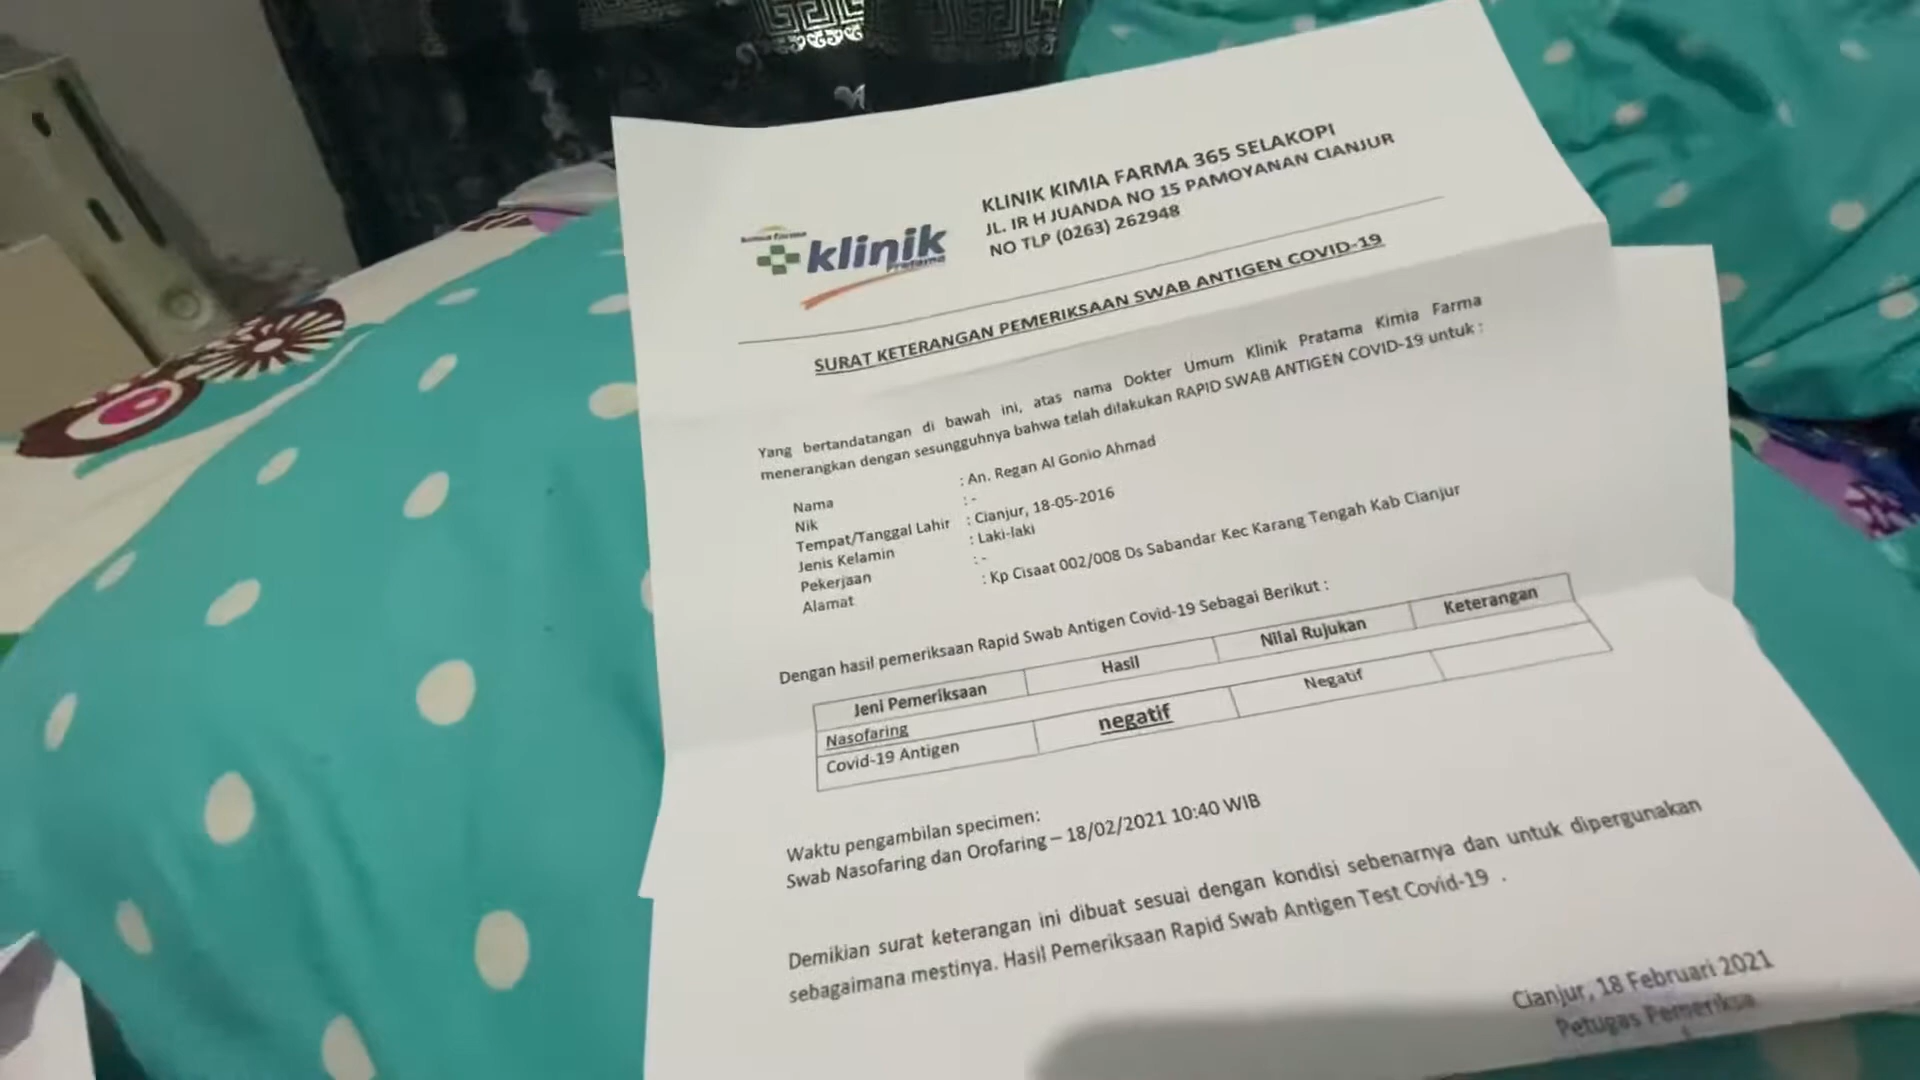 kimia farma
klinik
Pratama
KLINIK KIMIA FARMA 365 SELAKOPI
JL. IR H JUANDA NO 15 PAMOYANAN CIANJUR
NO TLP (0263) 262948
SURAT KETERANGAN PEMERIKSAAN SWAB ANTIGEN COVID-19
Yang bertandatangan di bawah ini, atas nama Dokter Umum Klinik Pratama Kimia Farma
menerangkan dengan sesungguhnya bahwa telah dilakukan RAPID SWAB ANTIGEN COVID-19 untuk :
Nama : An. Regan Al Gonio Ahmad
Nik : -
Tempat/Tanggal Lahir : Cianjur, 18-05-2016
Jenis Kelamin : Laki-laki
Pekerjaan : -
Alamat : Kp Cisaat 002/008 Ds Sabandar Kec Karang Tengah Kab Cianjur
Dengan hasil pemeriksaan Rapid Swab Antigen Covid-19 Sebagai Berikut :
Jeni Pemeriksaan Hasil Nilai Rujukan Keterangan
Nasofaring
Covid-19 Antigen negatif Negatif
Waktu pengambilan specimen:
Swab Nasofaring dan Orofaring – 18/02/2021 10:40 WIB
Demikian surat keterangan ini dibuat sesuai dengan kondisi sebenarnya dan untuk dipergunakan
sebagaimana mestinya. Hasil Pemeriksaan Rapid Swab Antigen Test Covid-19 .
Cianjur, 18 Februari 2021
Petugas Pemeriksa